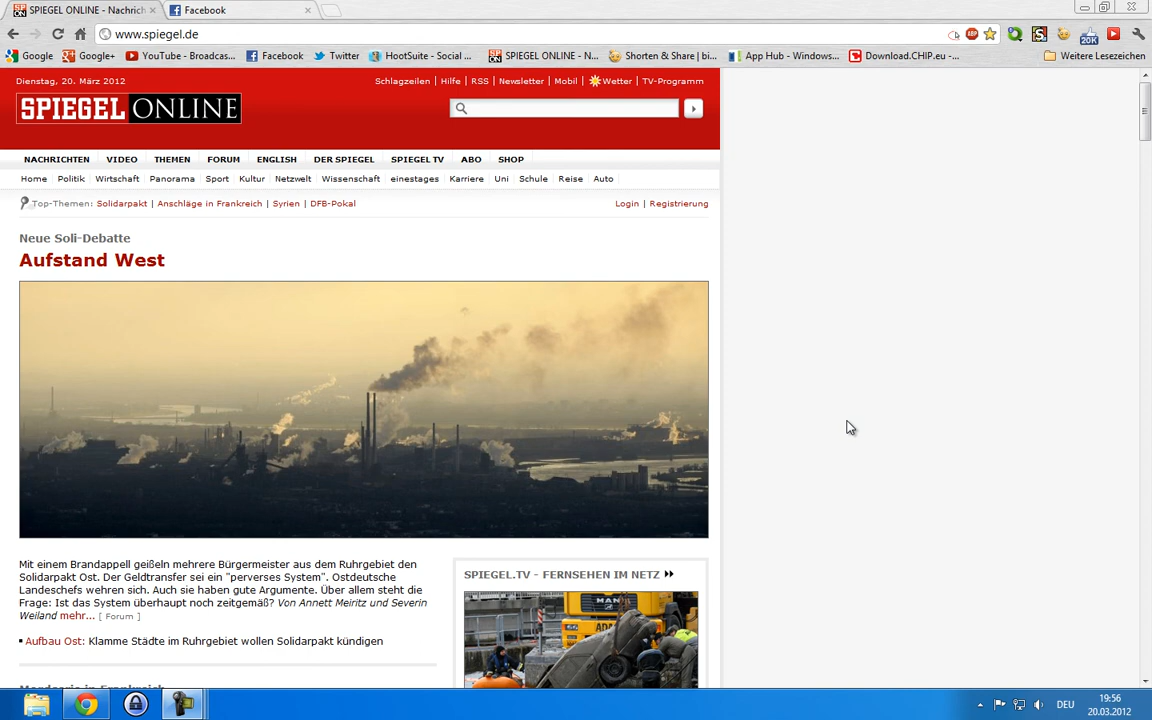 SPIEGEL ONLINE - Nachrich
Facebook
www.spiegel.de
20K
Google
Google+
YouTube - Broadcas...
Facebook
Twitter
HootSuite - Social ...
SPIEGEL ONLINE - N...
Shorten & Share | bi...
App Hub - Windows...
Download.CHIP.eu -...
Weitere Lesezeichen
Dienstag, 20. März 2012
Schlagzeilen | Hilfe | RSS | Newsletter | Mobil | Wetter | TV-Programm
SPIEGEL ONLINE
NACHRICHTEN VIDEO THEMEN FORUM ENGLISH DER SPIEGEL SPIEGEL TV ABO SHOP
Home Politik Wirtschaft Panorama Sport Kultur Netzwelt Wissenschaft einestages Karriere Uni Schule Reise Auto
Top-Themen: Solidarpakt | Anschläge in Frankreich | Syrien | DFB-Pokal
Login | Registrierung
Neue Soli-Debatte
Aufstand West
Mit einem Brandappell geißeln mehrere Bürgermeister aus dem Ruhrgebiet den
Solidarpakt Ost. Der Geldtransfer sei ein "perverses System". Ostdeutsche
Landeschefs wehren sich. Auch sie haben gute Argumente. Über allem steht die
Frage: Ist das System überhaupt noch zeitgemäß? Von Annett Meiritz und Severin
Weiland mehr... [ Forum ]
Aufbau Ost: Klamme Städte im Ruhrgebiet wollen Solidarpakt kündigen
SPIEGEL.TV - FERNSEHEN IM NETZ
MAN
DEU
19:56
20.03.2012